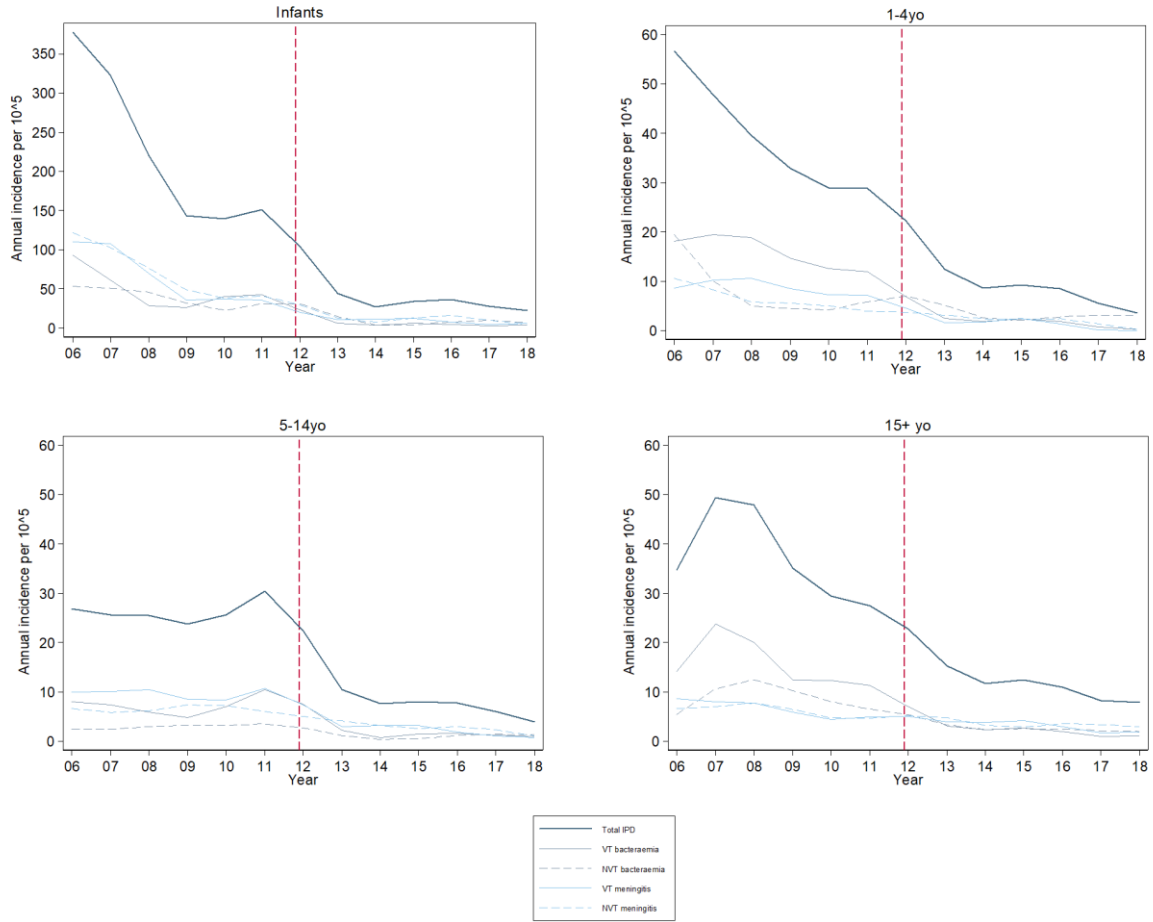 Infants
Annual incidence per 10^5
350
300
250
200
150
100
50
0
06 07 08 09 10 11 12 13 14 15 16 17 18
Year
1-4yo
Annual incidence per 10^5
60
50
40
30
20
10
0
06 07 08 09 10 11 12 13 14 15 16 17 18
Year
5-14yo
Annual incidence per 10^5
60
50
40
30
20
10
0
06 07 08 09 10 11 12 13 14 15 16 17 18
Year
15+ yo
Annual incidence per 10^5
60
50
40
30
20
10
0
06 07 08 09 10 11 12 13 14 15 16 17 18
Year
Total IPD
VT bacteraemia
NVT bacteraemia
VT meningitis
NVT meningitis